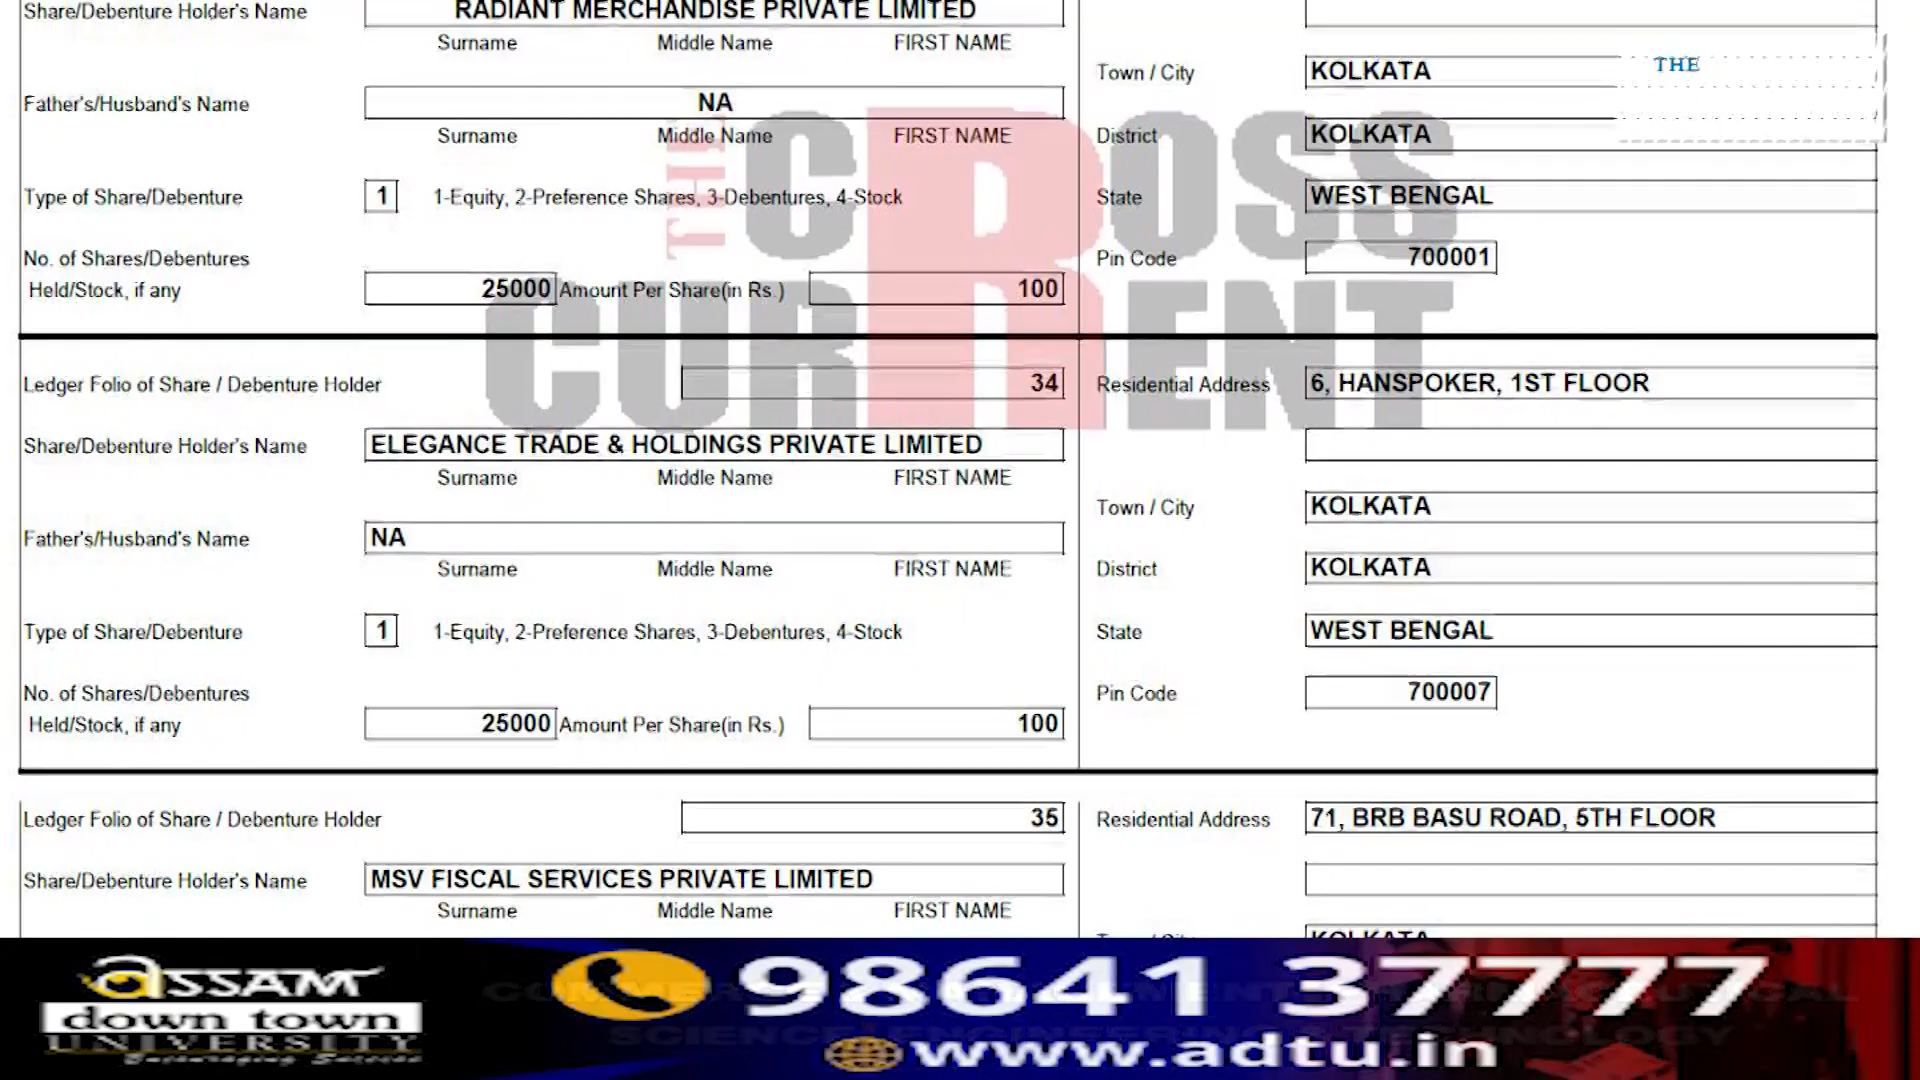 Share/Debenture Holder's Name RADIANT MERCHANDISE PRIVATE LIMITED
Surname Middle Name FIRST NAME
Town / City KOLKATA
THE
Father's/Husband's Name NA
Surname Middle Name FIRST NAME
District KOLKATA
THE CROSS CURRENT
Type of Share/Debenture 1 1-Equity, 2-Preference Shares, 3-Debentures, 4-Stock
State WEST BENGAL
No. of Shares/Debentures
Held/Stock, if any 25000 Amount Per Share(in Rs.) 100
Pin Code 700001
Ledger Folio of Share / Debenture Holder 34
Residential Address 6, HANSPOKER, 1ST FLOOR
Share/Debenture Holder's Name ELEGANCE TRADE & HOLDINGS PRIVATE LIMITED
Surname Middle Name FIRST NAME
Town / City KOLKATA
Father's/Husband's Name NA
Surname Middle Name FIRST NAME
District KOLKATA
Type of Share/Debenture 1 1-Equity, 2-Preference Shares, 3-Debentures, 4-Stock
State WEST BENGAL
No. of Shares/Debentures
Held/Stock, if any 25000 Amount Per Share(in Rs.) 100
Pin Code 700007
Ledger Folio of Share / Debenture Holder 35
Residential Address 71, BRB BASU ROAD, 5TH FLOOR
Share/Debenture Holder's Name MSV FISCAL SERVICES PRIVATE LIMITED
Surname Middle Name FIRST NAME
Town / City KOLKATA
ASSAM
down town
UNIVERSITY
98641 37777
www.adtu.in